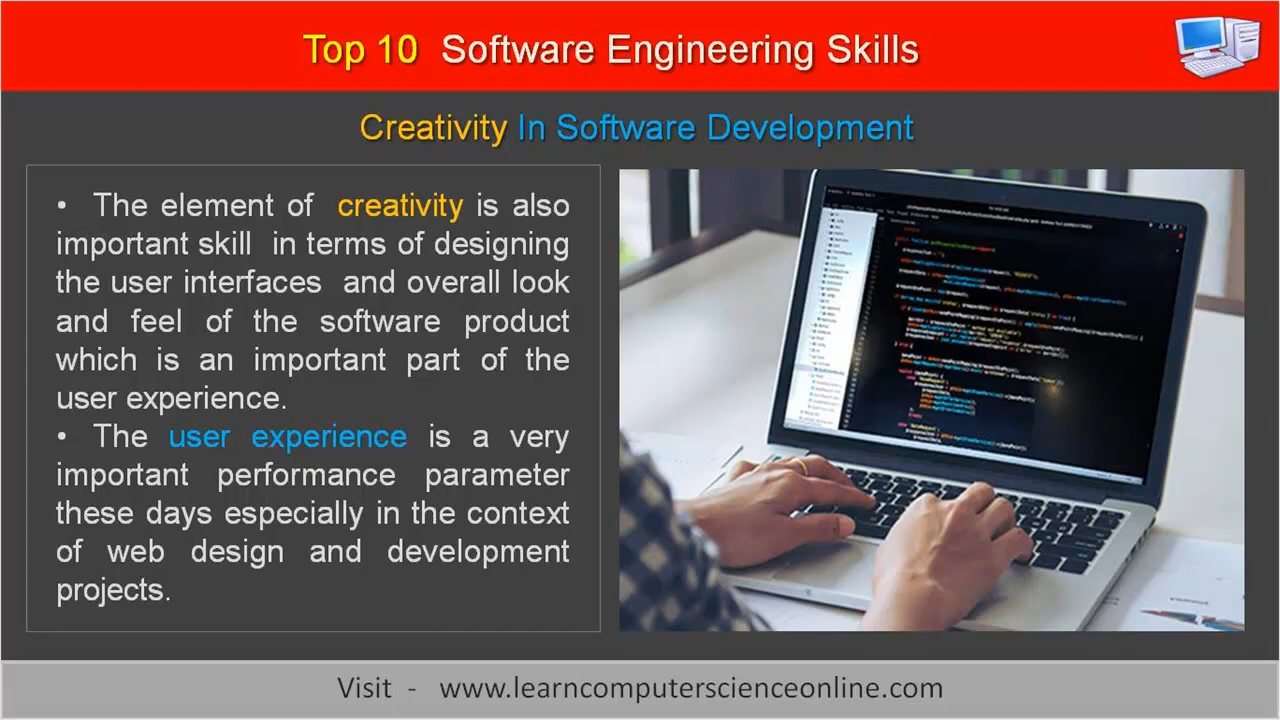 Top 10 Software Engineering Skills
Creativity In Software Development
• The element of creativity is also
important skill in terms of designing
the user interfaces and overall look
and feel of the software product
which is an important part of the
user experience.
• The user experience is a very
important performance parameter
these days especially in the context
of web design and development
projects.
Visit - www.learncomputerscienceonline.com